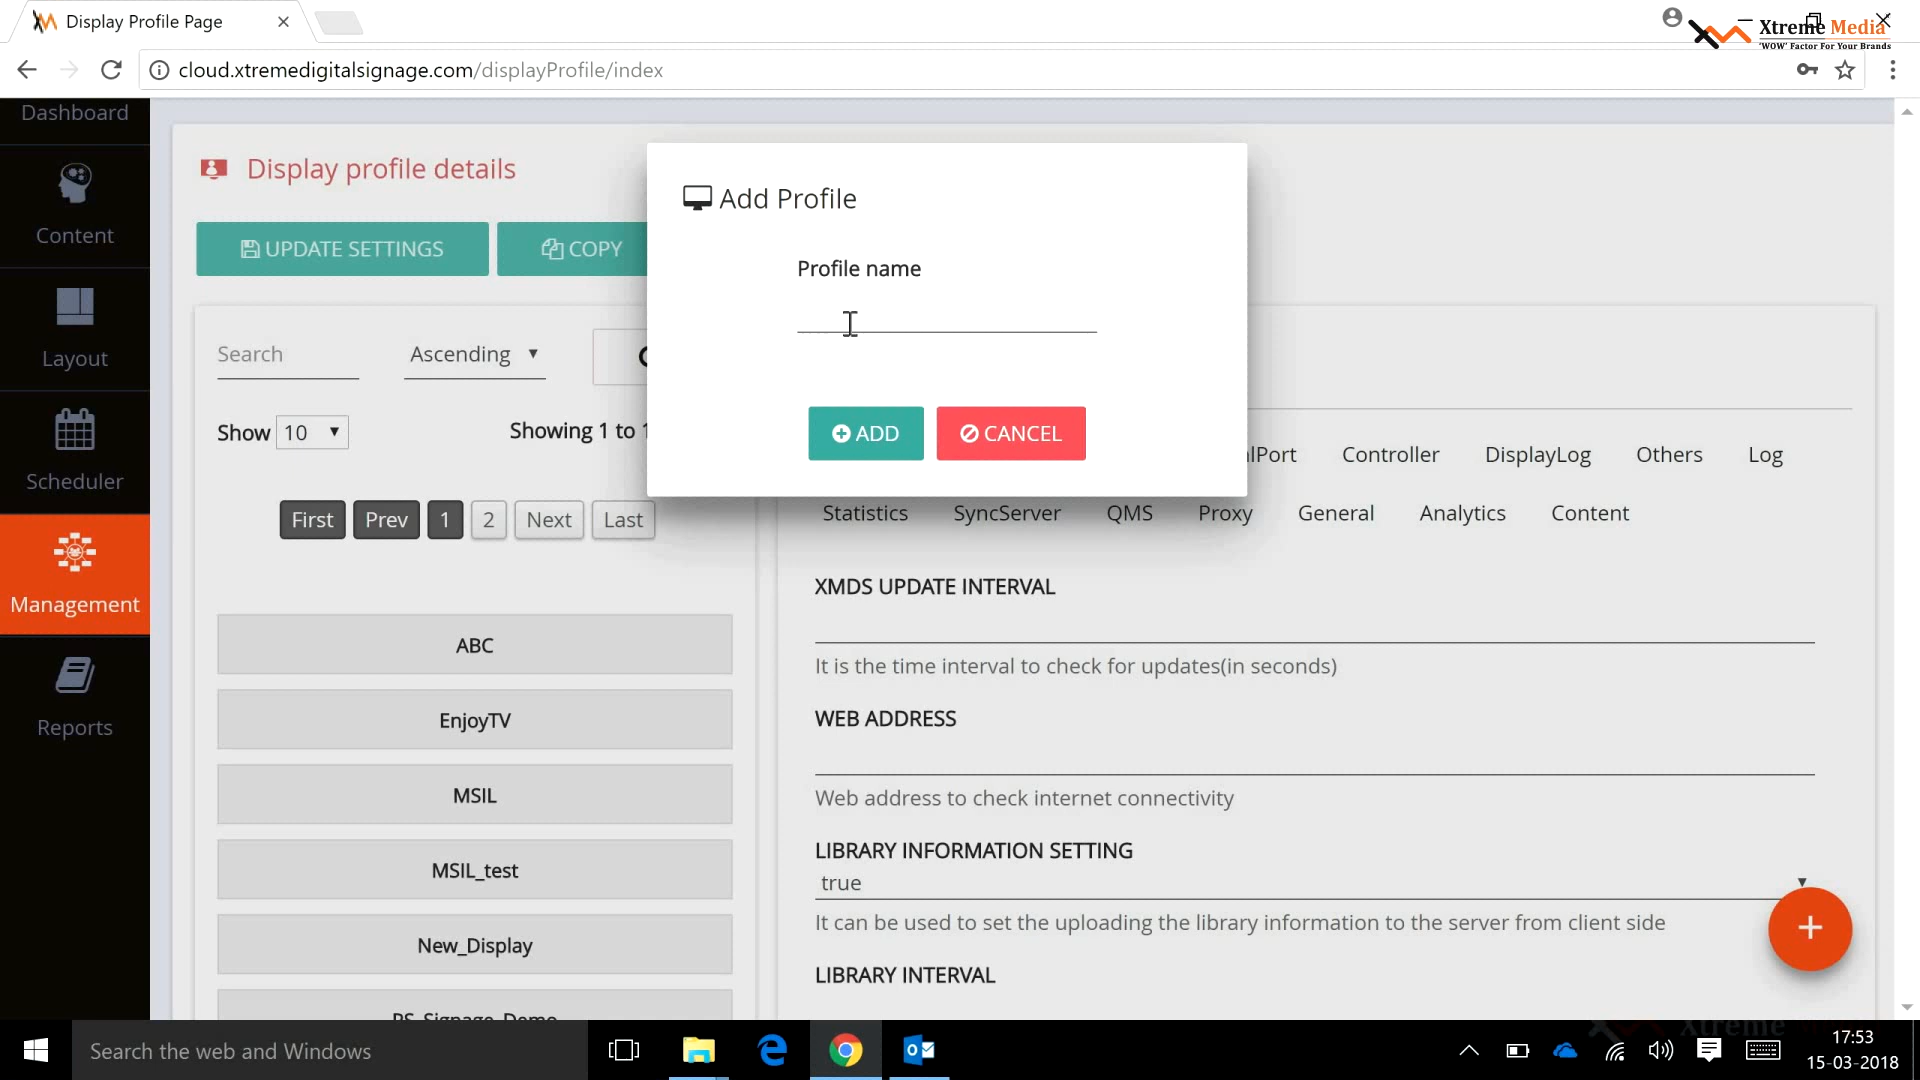 Display Profile Page
Xtreme Media
'WOW' Factor For Your Brands
cloud.xtremedigitalsignage.com/displayProfile/index
Dashboard
Content
Layout
Scheduler
Management
Reports
Display profile details
UPDATE SETTINGS
COPY
Search
Ascending
Show 10
Showing 1 to
First Prev 1 2 Next Last
ABC
EnjoyTV
MSIL
MSIL_test
New_Display
PS_Signage_Demo
Add Profile
Profile name
ADD CANCEL
lPort Controller DisplayLog Others Log
Statistics SyncServer QMS Proxy General Analytics Content
XMDS UPDATE INTERVAL
It is the time interval to check for updates(in seconds)
WEB ADDRESS
Web address to check internet connectivity
LIBRARY INFORMATION SETTING
true
It can be used to set the uploading the library information to the server from client side
LIBRARY INTERVAL
+
Xtreme
Search the web and Windows
17:53
15-03-2018